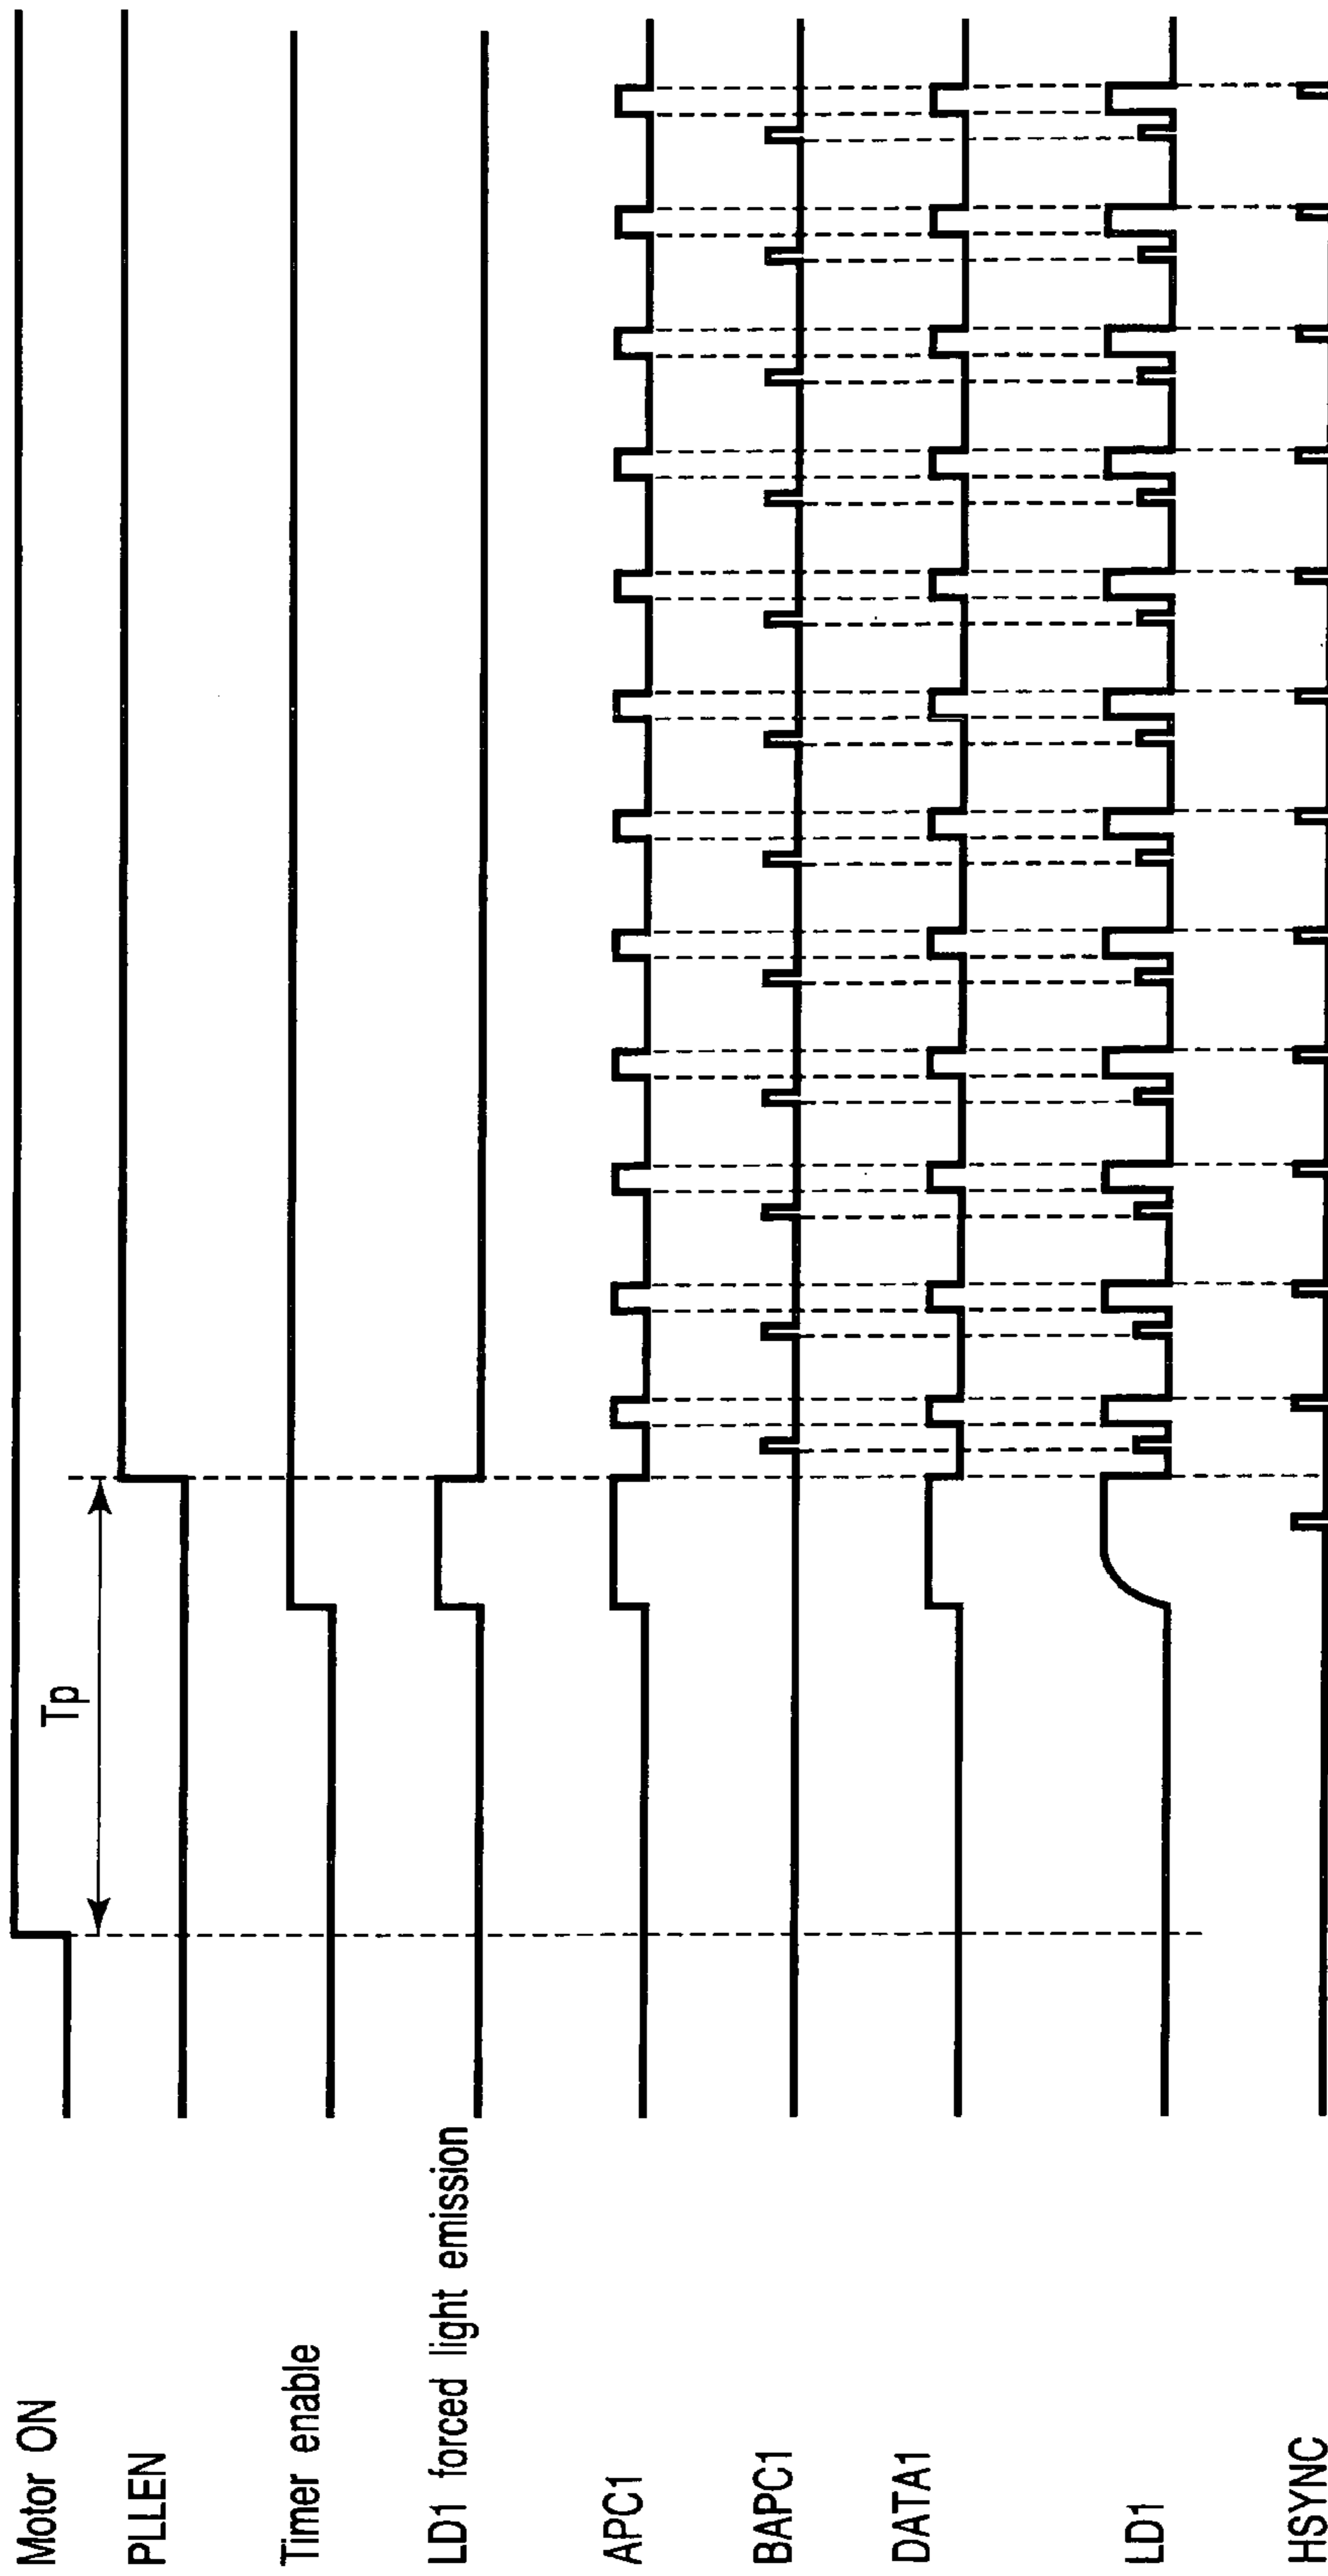 Motor ON
Tp
PLLEN
Timer enable
LD1 forced light emission
APC1
BAPC1
DATA1
LD1
HSYNC